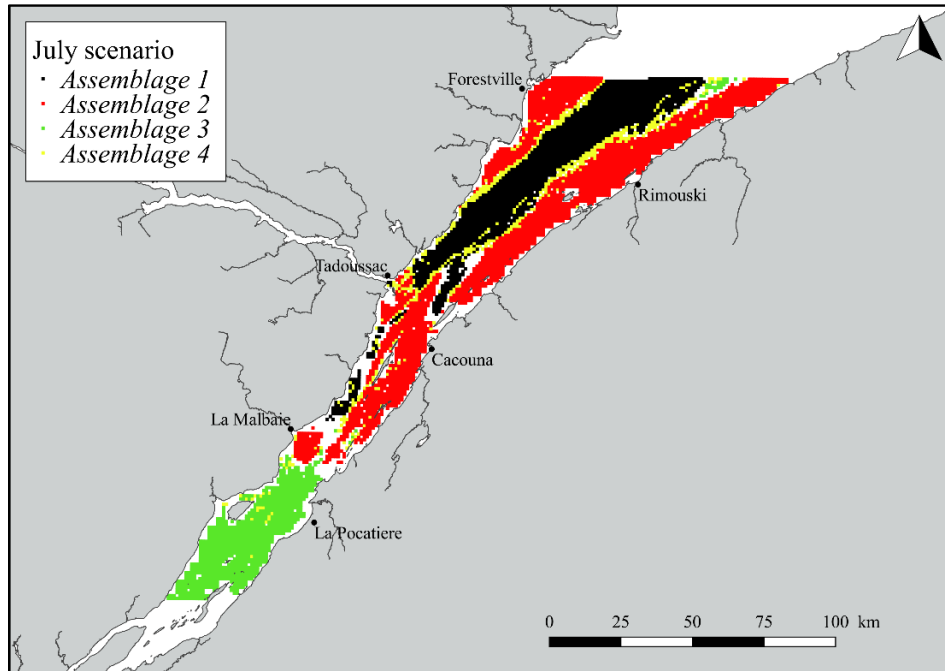 July scenario
Assemblage 1
Assemblage 2
Assemblage 3
Assemblage 4
Forestville
Rimouski
Tadoussac
Cacouna
La Malbaie
La Pocatiere
0 25 50 75 100 km